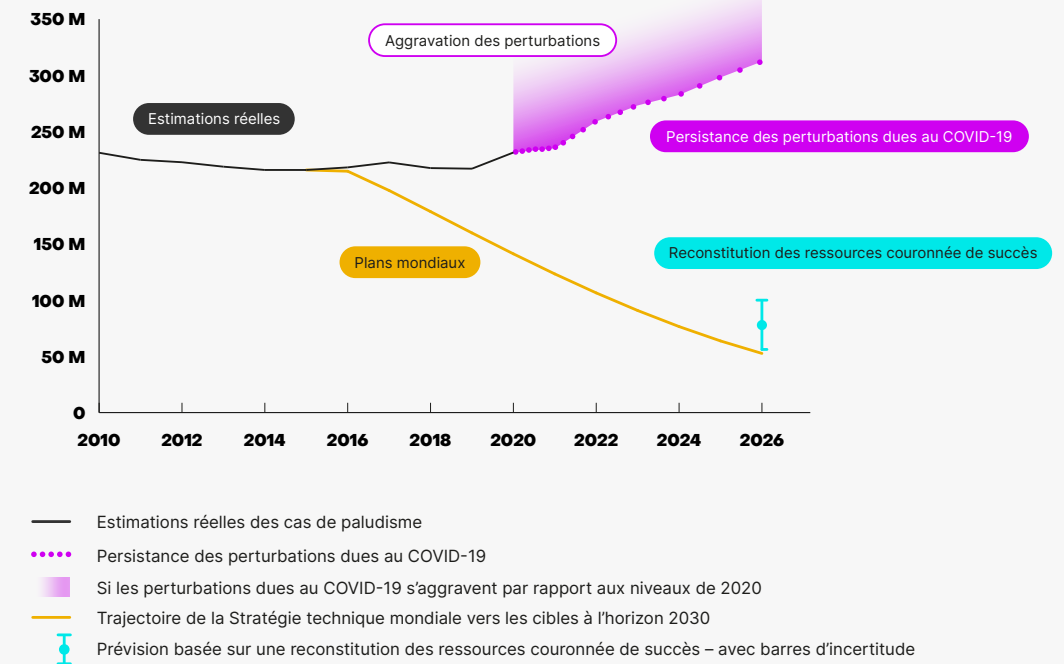 350 M
Aggravation des perturbations
300 M
Estimations réelles
250 M
Persistance des perturbations dues au COVID-19
200 M
150 M
Plans mondiaux
Reconstitution des ressources couronnée de succès
100 M
50 M
0
2010 2012 2014 2016 2018 2020 2022 2024 2026
Estimations réelles des cas de paludisme
Persistance des perturbations dues au COVID-19
Si les perturbations dues au COVID-19 s’aggravent par rapport aux niveaux de 2020
Trajectoire de la Stratégie technique mondiale vers les cibles à l’horizon 2030
Prévision basée sur une reconstitution des ressources couronnée de succès – avec barres d’incertitude